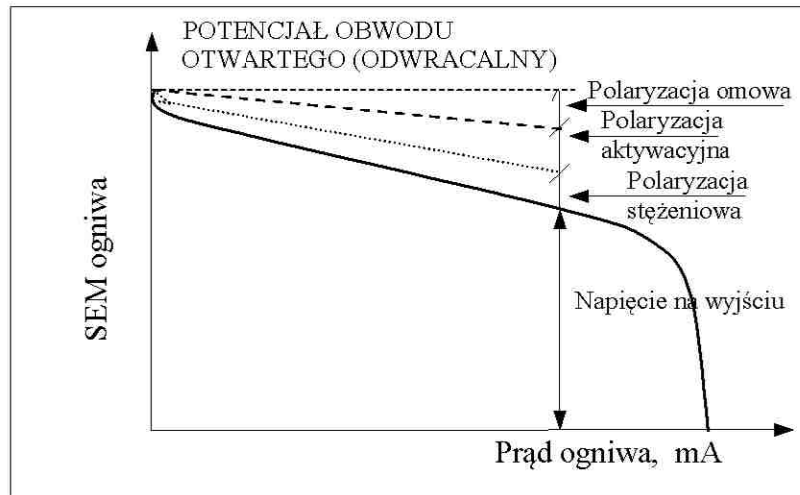 POTENCJAŁ OBWODU
OTWARTEGO (ODWRACALNY)
Polaryzacja omowa
Polaryzacja
aktywacyjna
Polaryzacja
stężeniowa
SEM ogniwa
Napięcie na wyjściu
Prąd ogniwa, mA